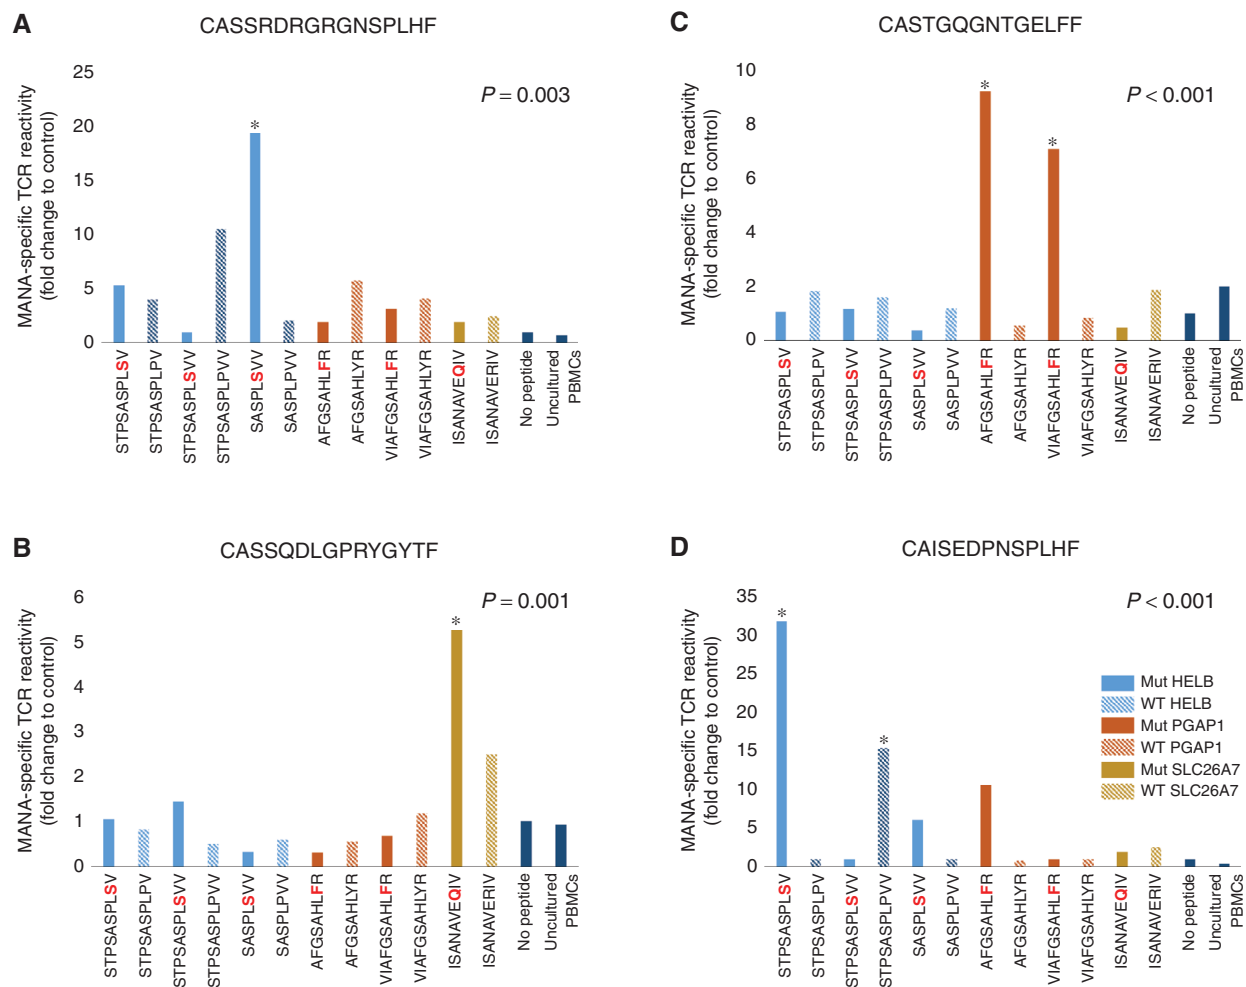 A
CASSRDRGRGNSPLHF
P = 0.003
MANA-specific TCR reactivity
(fold change to control)
25
20
15
10
5
0
*
STPSASPLSV
STPSASPLPV
STPSASPLSVV
STPSASPLPVV
SASPLSVV
SASPLPVV
AFGSAHLFR
AFGSAHLYR
VIAFGSAHLFR
VIAFGSAHLYR
ISANAVEQIV
ISANAVERIV
No peptide
Uncultured
PBMCs
B
CASSQDLGPRYGYTF
P = 0.001
MANA-specific TCR reactivity
(fold change to control)
6
5
4
3
2
1
0
*
STPSASPLSV
STPSASPLPV
STPSASPLSVV
STPSASPLPVV
SASPLSVV
SASPLPVV
AFGSAHLFR
AFGSAHLYR
VIAFGSAHLFR
VIAFGSAHLYR
ISANAVEQIV
ISANAVERIV
No peptide
Uncultured
PBMCs
C
CASTGQGNTGELFF
P < 0.001
MANA-specific TCR reactivity
(fold change to control)
10
8
6
4
2
0
*
*
STPSASPLSV
STPSASPLPV
STPSASPLSVV
STPSASPLPVV
SASPLSVV
SASPLPVV
AFGSAHLFR
AFGSAHLYR
VIAFGSAHLFR
VIAFGSAHLYR
ISANAVEQIV
ISANAVERIV
No peptide
Uncultured
PBMCs
D
CAISEDPNSPLHF
P < 0.001
MANA-specific TCR reactivity
(fold change to control)
35
30
25
20
15
10
5
0
*
*
Mut HELB
WT HELB
Mut PGAP1
WT PGAP1
Mut SLC26A7
WT SLC26A7
STPSASPLSV
STPSASPLPV
STPSASPLSVV
STPSASPLPVV
SASPLSVV
SASPLPVV
AFGSAHLFR
AFGSAHLYR
VIAFGSAHLFR
VIAFGSAHLYR
ISANAVEQIV
ISANAVERIV
No peptide
Uncultured
PBMCs